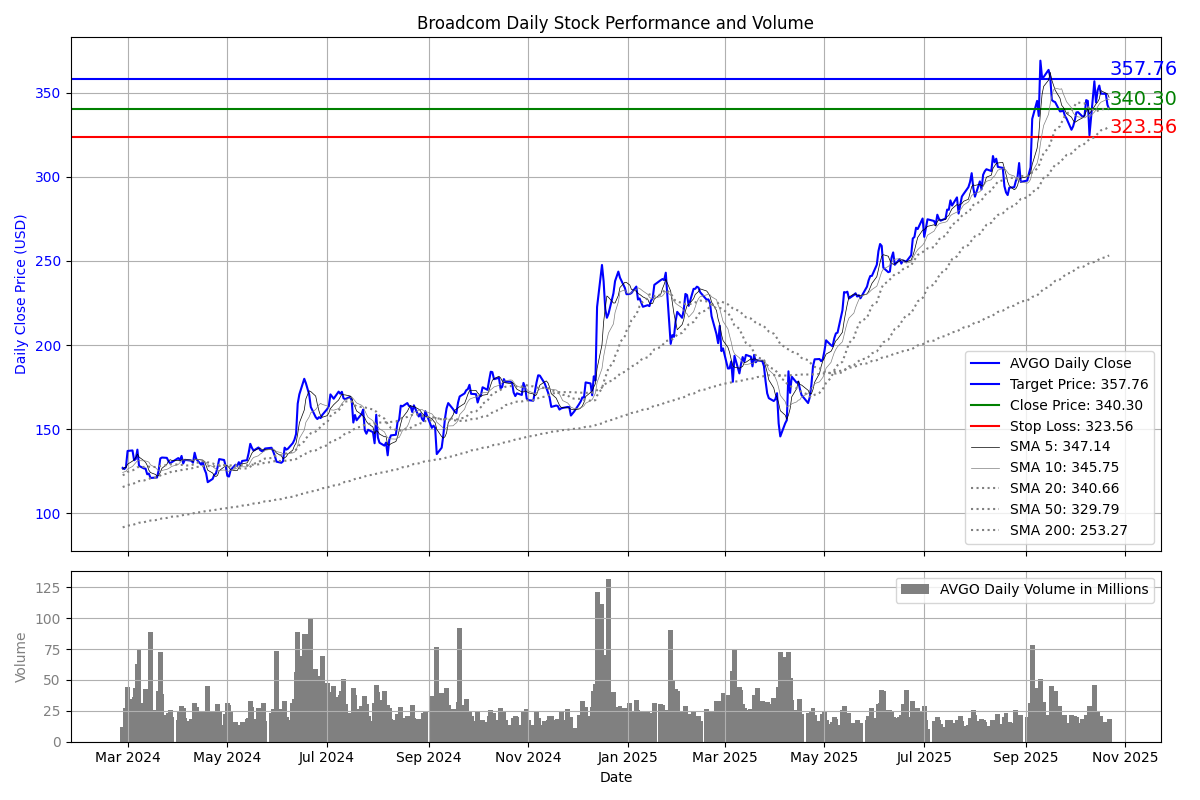 Broadcom Daily Stock Performance and Volume
Daily Close Price (USD)
350
300
250
200
150
100
357.76
340.30
323.56
AVGO Daily Close
Target Price: 357.76
Close Price: 340.30
Stop Loss: 323.56
SMA 5: 347.14
SMA 10: 345.75
SMA 20: 340.66
SMA 50: 329.79
SMA 200: 253.27
Volume
125
100
75
50
25
0
AVGO Daily Volume in Millions
Mar 2024 May 2024 Jul 2024 Sep 2024 Nov 2024 Jan 2025 Mar 2025 May 2025 Jul 2025 Sep 2025 Nov 2025
Date